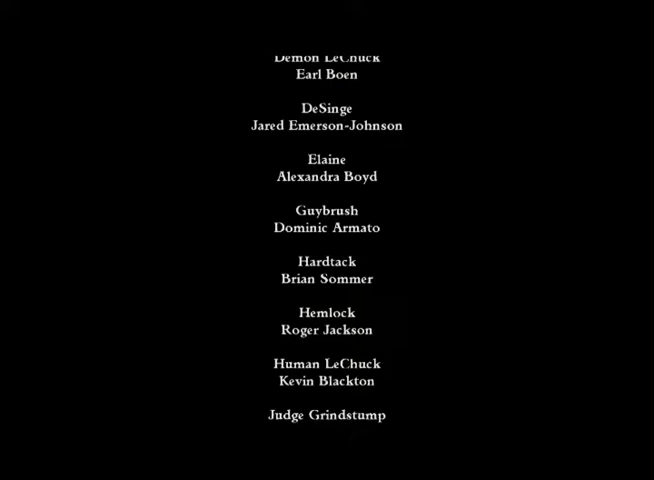 Demon LeChuck
Earl Boen
DeSinge
Jared Emerson-Johnson
Elaine
Alexandra Boyd
Guybrush
Dominic Armato
Hardtack
Brian Sommer
Hemlock
Roger Jackson
Human LeChuck
Kevin Blackton
Judge Grindstump